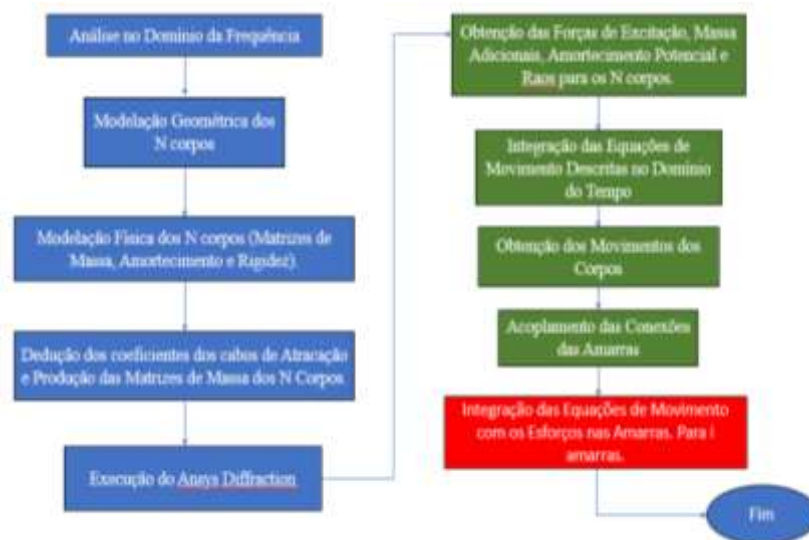 Análise no Domínio da Frequência
Modelação Geométrica dos
N corpos
Modelação Física dos N corpos (Matrizes de
Massa, Amortecimento e Rigidez).
Dedução dos coeficientes dos cabos de Atracação
e Produção das Matrizes de Massa dos N Corpos
Execução do Ansys Diffraction
Obtenção das Forças de Excitação, Massa
Adicionais, Amortecimento Potencial e
Raos para os N corpos.
Integração das Equações de
Movimento Descritas no Domínio
do Tempo
Obtenção dos Movimentos dos
Corpos
Acoplamento das Conexões
das Amarras
Integração das Equações de Movimento
com os Esforços nas Amarras. Para i
amarras.
Fim